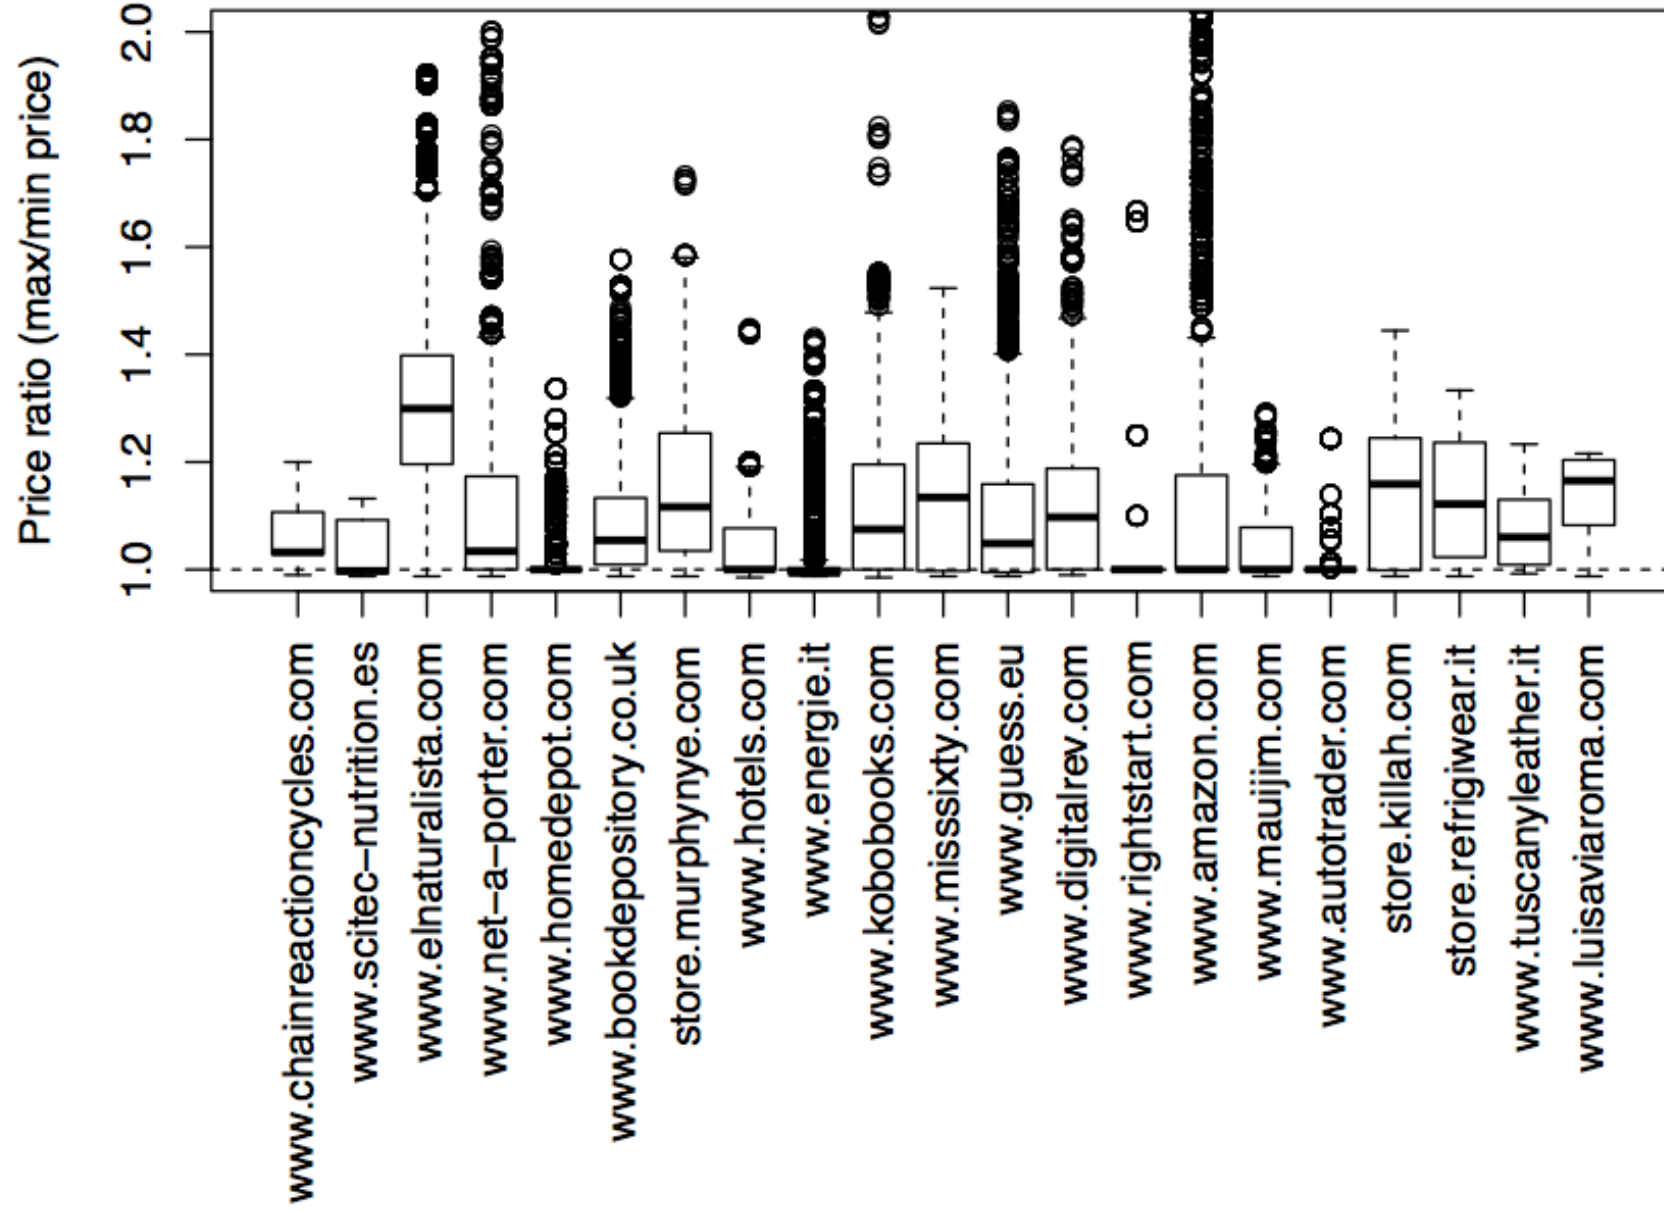 Price ratio (max/min price)
2.0
1.8
1.6
1.4
1.2
1.0
www.chainreactioncycles.com
www.scitec−nutrition.es
www.elnaturalista.com
www.net−a−porter.com
www.homedepot.com
www.bookdepository.co.uk
store.murphynye.com
www.hotels.com
www.energie.it
www.kobobooks.com
www.misssixty.com
www.guess.eu
www.digitalrev.com
www.rightstart.com
www.amazon.com
www.mauijim.com
www.autotrader.com
store.killah.com
store.refrigiwear.it
www.tuscanyleather.it
www.luisaviaroma.com